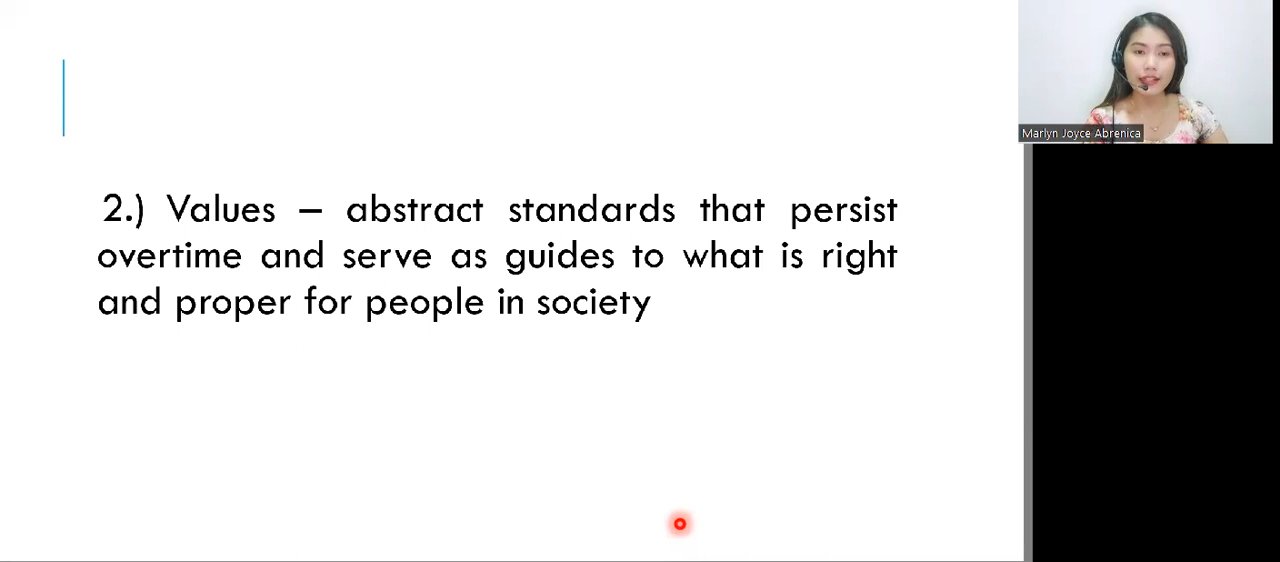 2.) Values – abstract standards that persist
overtime and serve as guides to what is right
and proper for people in society
Marlyn Joyce Abrenica